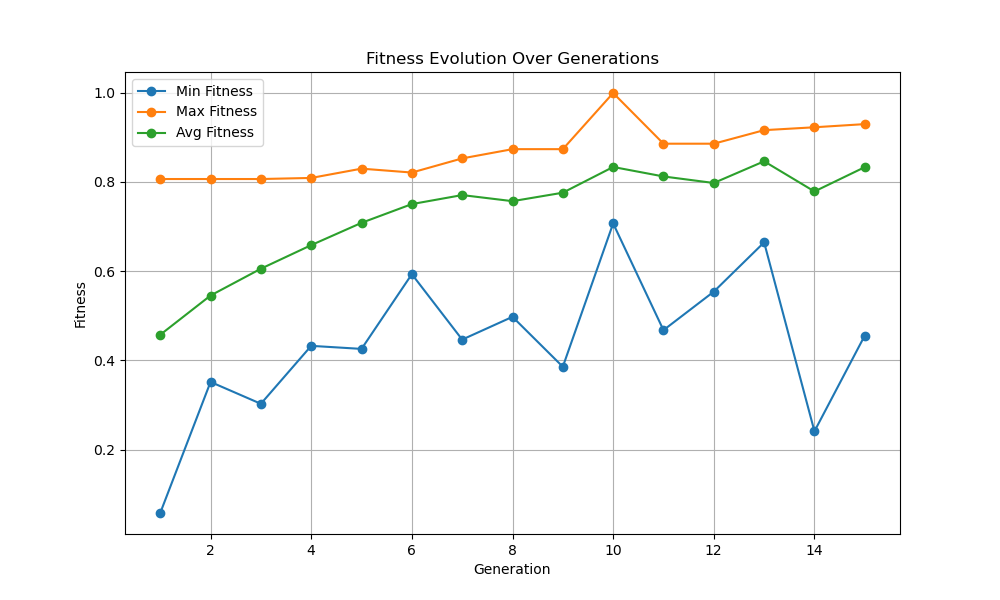 Fitness Evolution Over Generations
Min Fitness
Max Fitness
Avg Fitness
1.0
0.8
0.6
0.4
0.2
Fitness
2 4 6 8 10 12 14
Generation